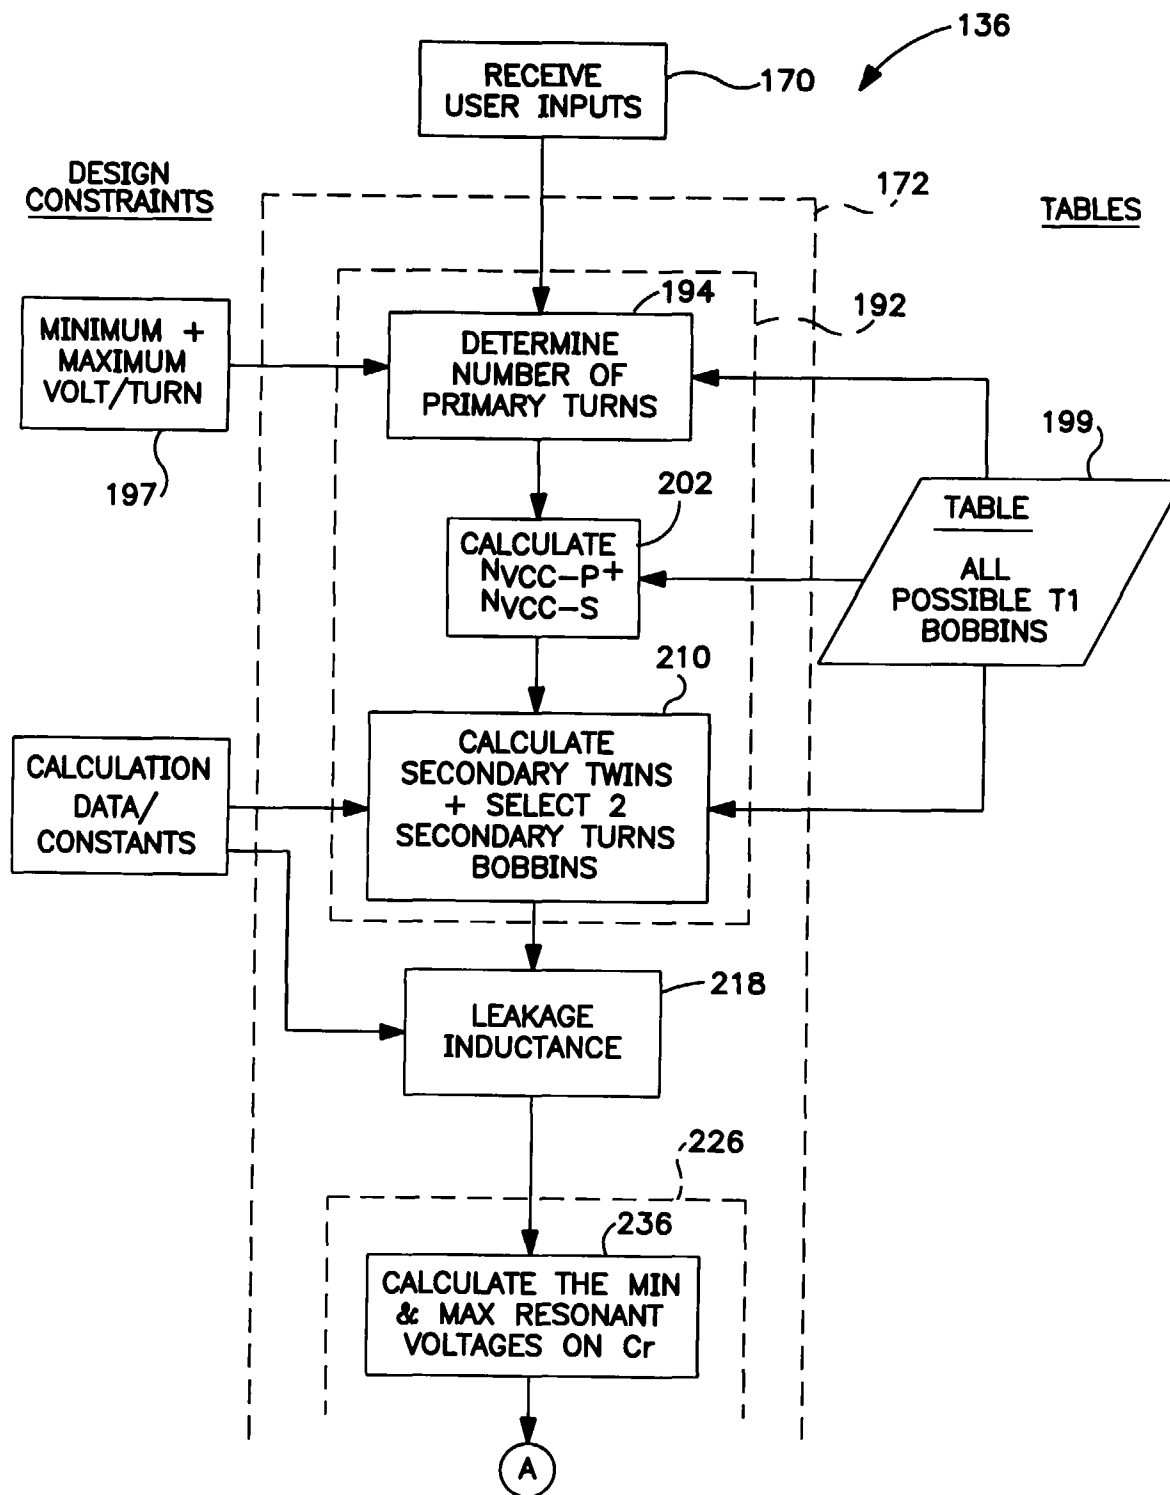 136
RECEIVE
USER INPUTS
170
DESIGN
CONSTRAINTS
172
TABLES
194
192
MINIMUM +
MAXIMUM
VOLT/TURN
197
DETERMINE
NUMBER OF
PRIMARY TURNS
199
TABLE
ALL
POSSIBLE T1
BOBBINS
202
CALCULATE
NVCC-P+
NVCC-S
210
CALCULATION
DATA/
CONSTANTS
CALCULATE
SECONDARY TWINS
+ SELECT 2
SECONDARY TURNS
BOBBINS
218
LEAKAGE
INDUCTANCE
226
236
CALCULATE THE MIN
& MAX RESONANT
VOLTAGES ON Cr
A